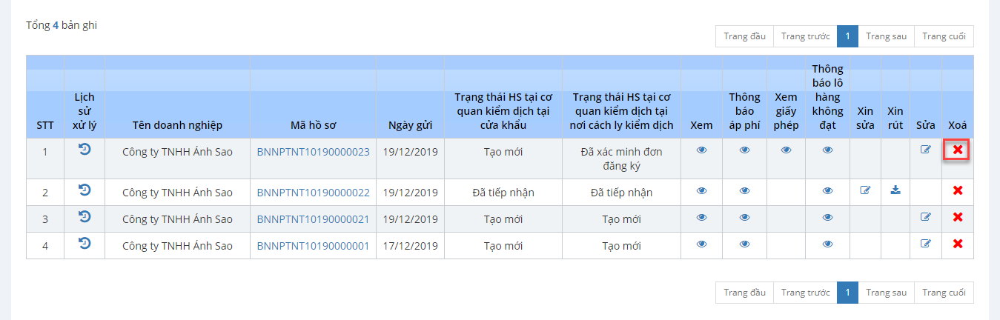 Tổng 4 bản ghi
Trang đầu Trang trước 1 Trang sau Trang cuối
STT Lịch sử xử lý Tên doanh nghiệp Mã hồ sơ Ngày gửi Trạng thái HS tại cơ quan kiểm dịch tại cửa khẩu Trạng thái HS tại cơ quan kiểm dịch tại nơi cách ly kiểm dịch Xem Thông báo áp phí Xem giấy phép Thông báo lô hàng không đạt Xin sửa Xin rút Sửa Xoá
1 Công ty TNHH Ánh Sao BNNPTNT10190000023 19/12/2019 Tạo mới Đã xác minh đơn đăng ký
2 Công ty TNHH Ánh Sao BNNPTNT10190000022 19/12/2019 Đã tiếp nhận Đã tiếp nhận
3 Công ty TNHH Ánh Sao BNNPTNT10190000021 19/12/2019 Tạo mới Tạo mới
4 Công ty TNHH Ánh Sao BNNPTNT10190000001 17/12/2019 Tạo mới Tạo mới
Trang đầu Trang trước 1 Trang sau Trang cuối